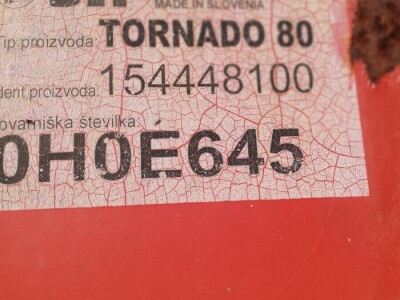 MADE IN SLOVENIA
ip proizvoda: TORNADO 80
dent proizvoda: 154448100
ovarniška številka:
0H0E645